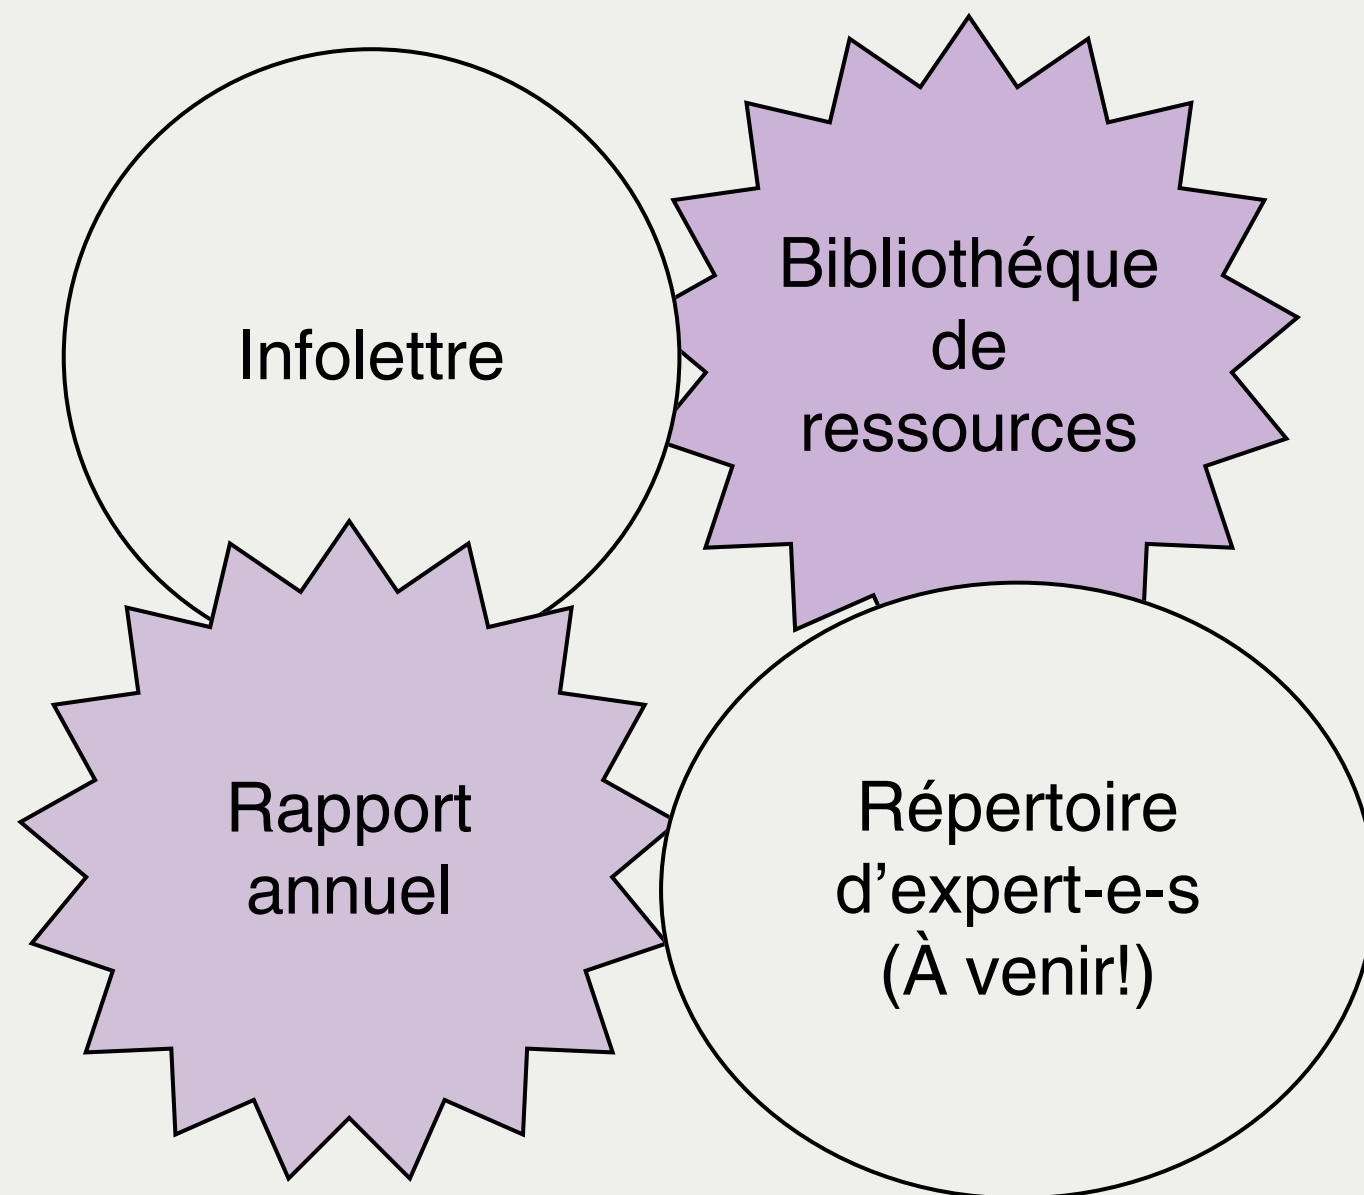 Infolettre
Bibliothéque
de
ressources
Rapport
annuel
Répertoire
d’expert-e-s
(À venir!)